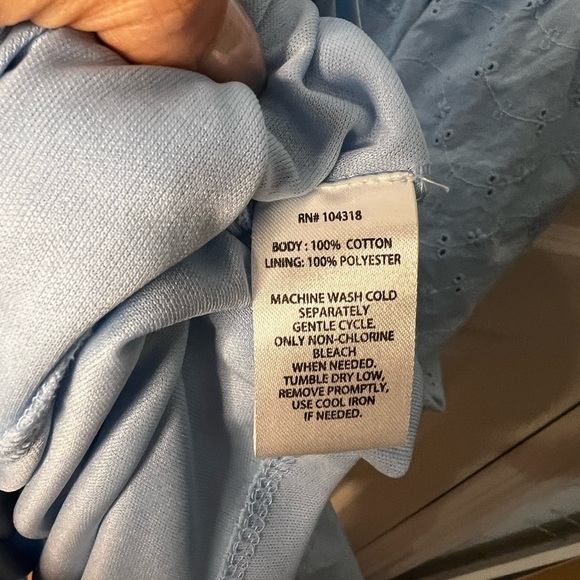 RN# 104318
BODY : 100% COTTON
LINING: 100% POLYESTER
MACHINE WASH COLD
SEPARATELY
GENTLE CYCLE.
ONLY NON-CHLORINE
BLEACH
WHEN NEEDED.
TUMBLE DRY LOW,
REMOVE PROMPTLY,
USE COOL IRON
IF NEEDED.